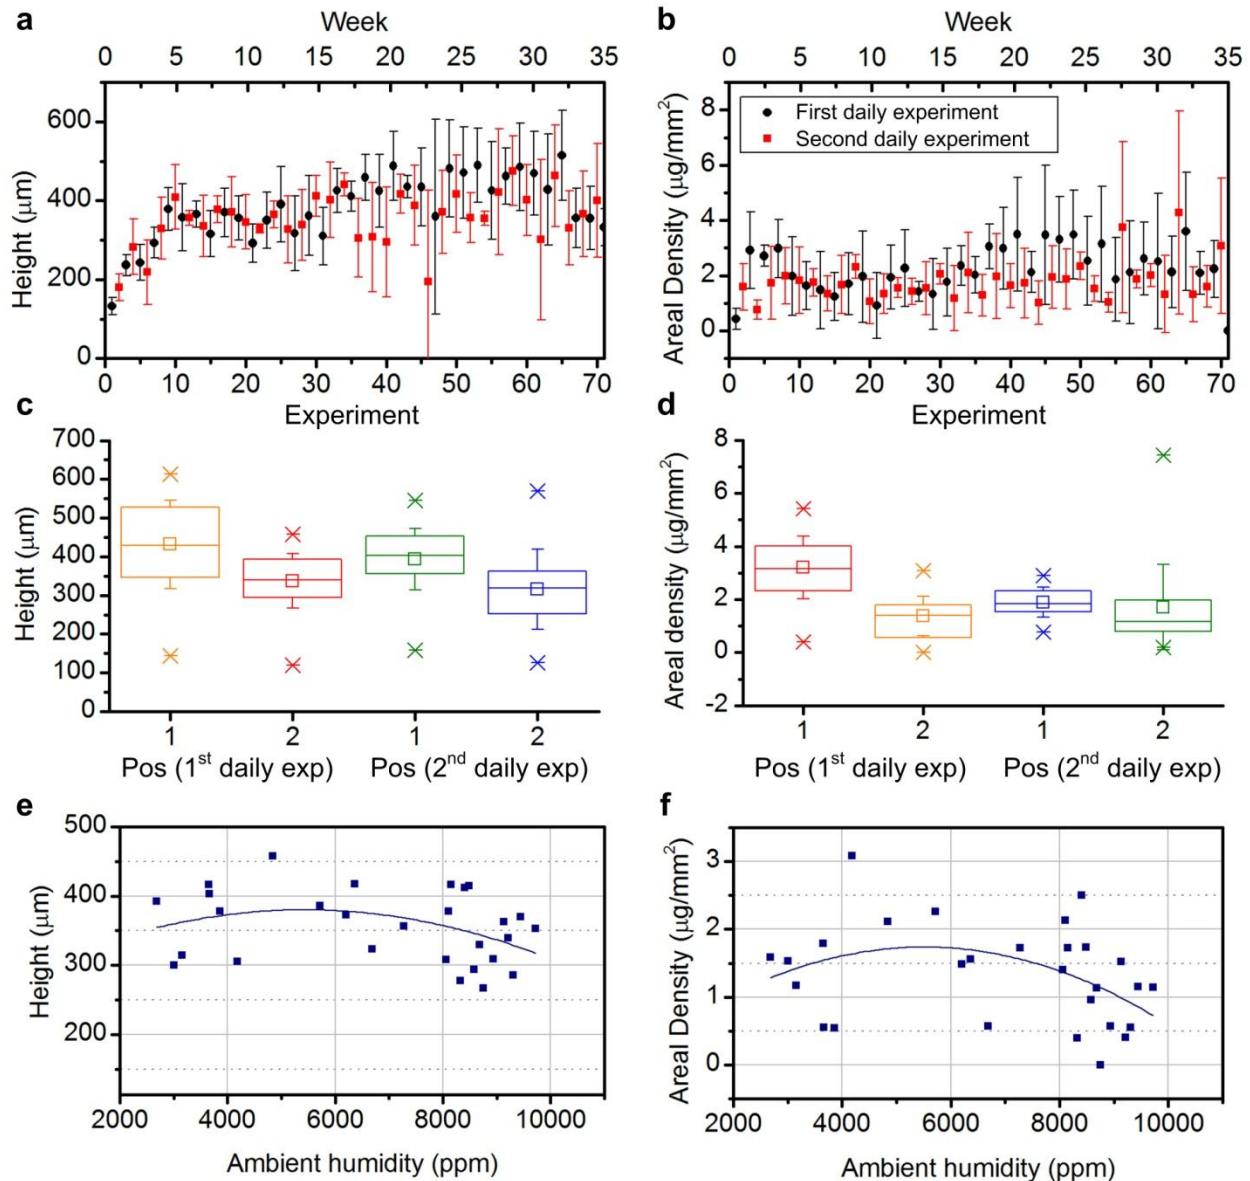 a
Week
0 5 10 15 20 25 30 35
Height (μm)
600
400
200
0
0 10 20 30 40 50 60 70
Experiment
b
Week
0 5 10 15 20 25 30 35
Areal Density (μg/mm²)
8
6
4
2
0
First daily experiment
Second daily experiment
0 10 20 30 40 50 60 70
Experiment
c
Height (μm)
700
600
500
400
300
200
100
0
1 2 1 2
Pos (1st daily exp) Pos (2nd daily exp)
d
Areal density (μg/mm²)
8
6
4
2
0
-2
1 2 1 2
Pos (1st daily exp) Pos (2nd daily exp)
e
Height (μm)
500
400
300
200
2000 4000 6000 8000 10000
Ambient humidity (ppm)
f
Areal Density (μg/mm²)
3
2
1
0
2000 4000 6000 8000 10000
Ambient humidity (ppm)